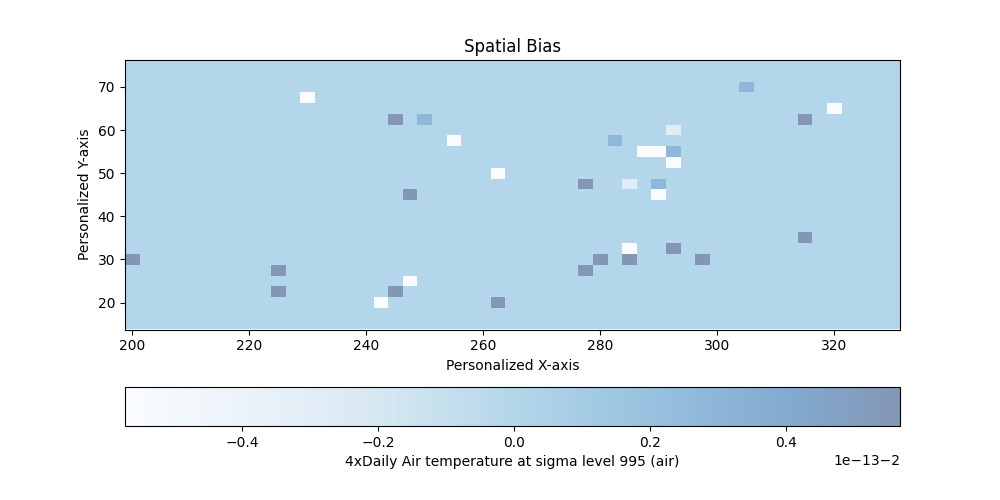 Spatial Bias
70
60
50
40
30
20
Personalized Y-axis
200 220 240 260 280 300 320
Personalized X-axis
−0.4 −0.2 0.0 0.2 0.4
1e−13−2
4xDaily Air temperature at sigma level 995 (air)